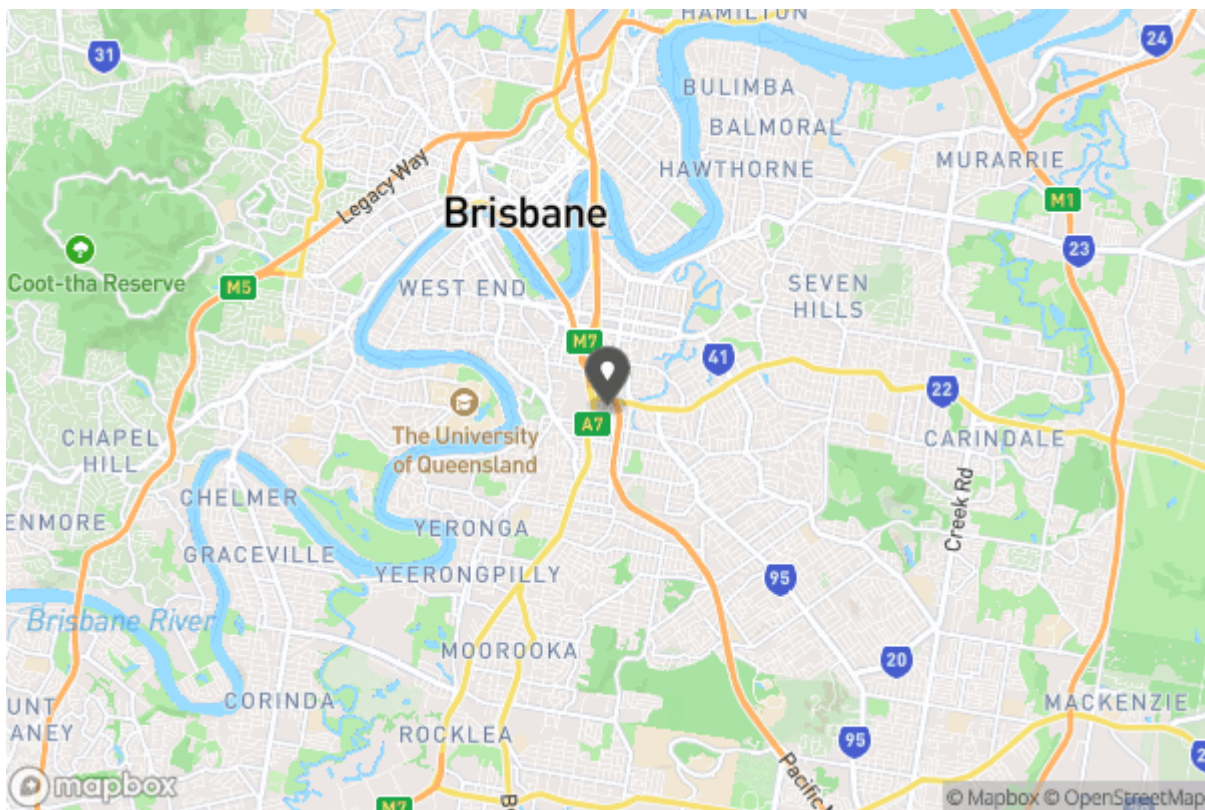 HAMILTON
31
24
BULIMBA
BALMORAL
MURARRIE
HAWTHORNE
Legacy Way
M1
Brisbane
23
Coot-tha Reserve
M5
WEST END
SEVEN
HILLS
M7
41
22
The University
of Queensland
A7
CHAPEL
HILL
CARINDALE
CHELMER
Creek Rd
ENMORE
YERONGA
GRACEVILLE
YEERONGPILLY
95
Brisbane River
MOOROOKA
20
UNT
ANEY
CORINDA
MACKENZIE
ROCKLEA
95
2
Pacific
mapbox
M7
B
© Mapbox © OpenStreetMap